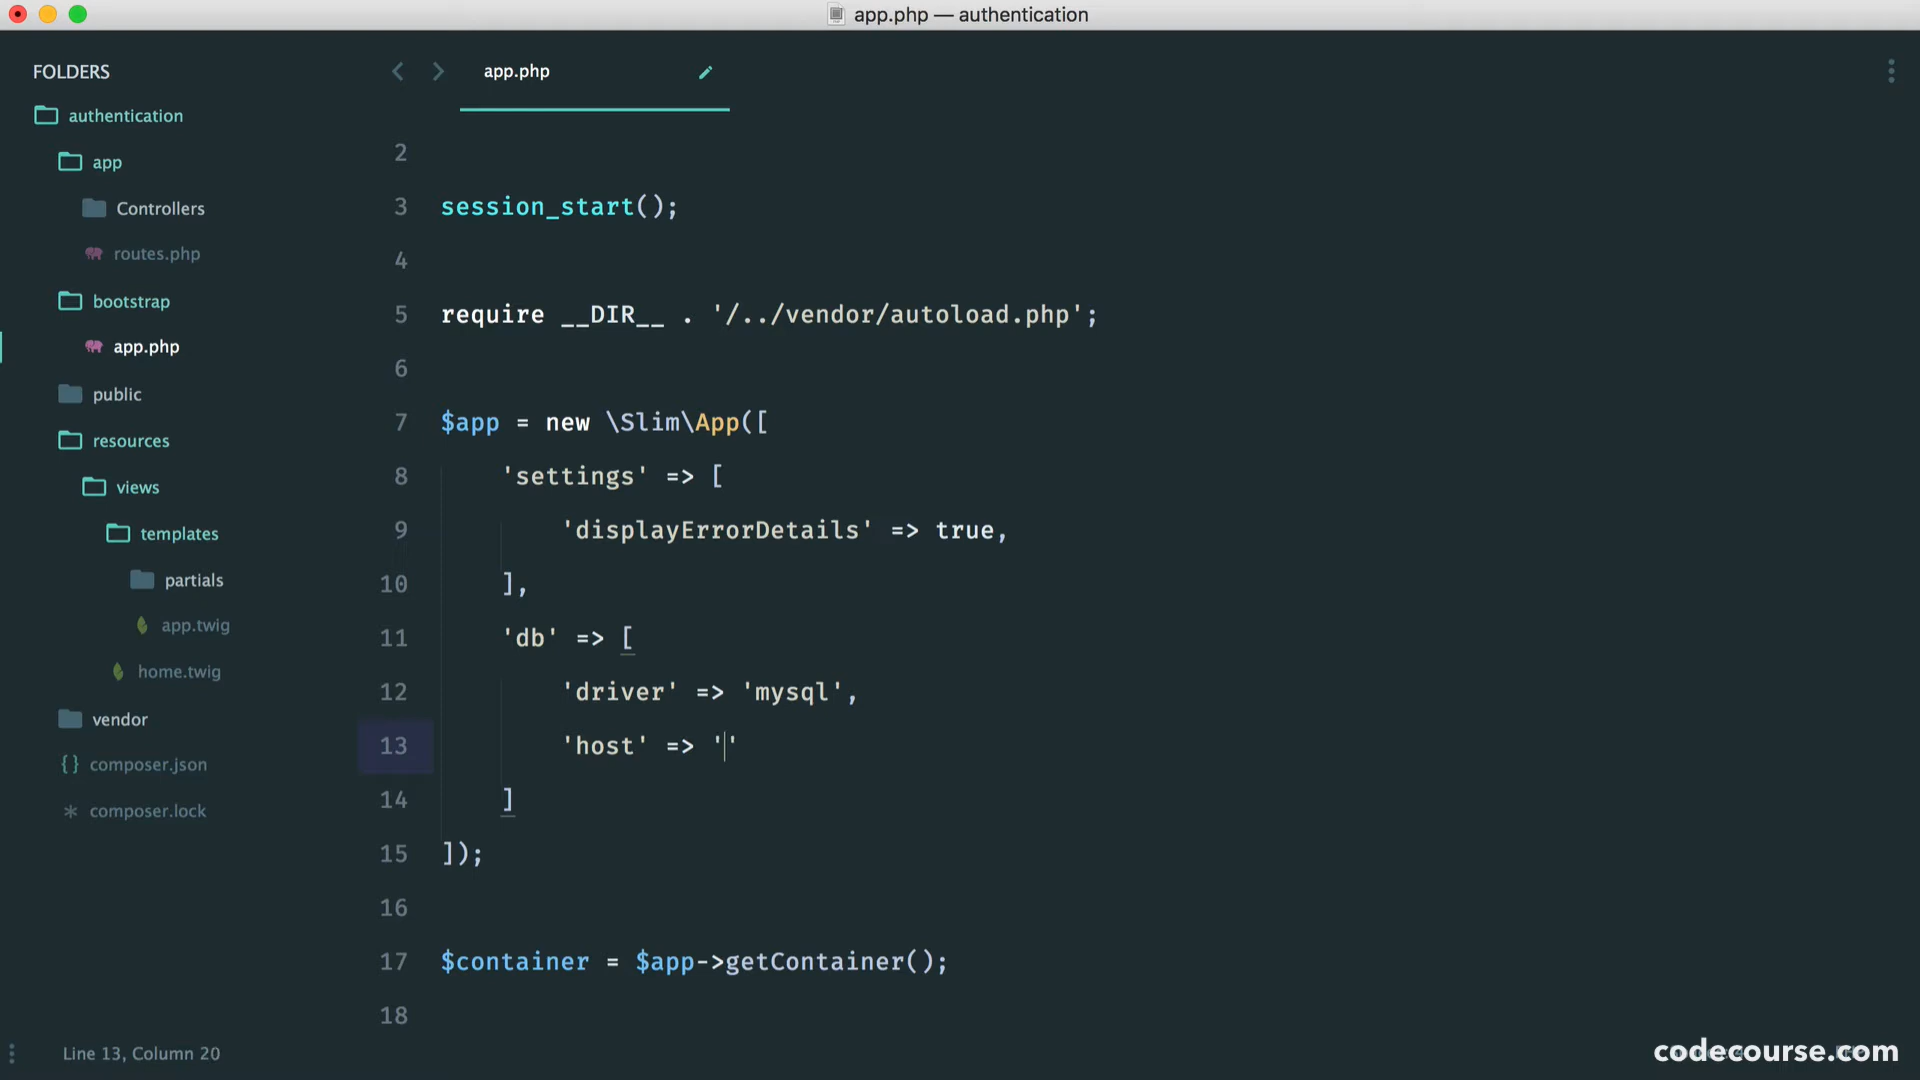 app.php — authentication
FOLDERS
authentication
app
Controllers
routes.php
bootstrap
app.php
public
resources
views
templates
partials
app.twig
home.twig
vendor
{} composer.json
* composer.lock
app.php
2
3 session_start();
4
5 require __DIR__ . '/../vendor/autoload.php';
6
7 $app = new \Slim\App([
8 'settings' => [
9 'displayErrorDetails' => true,
10 ],
11 'db' => [
12 'driver' => 'mysql',
13 'host' => ''
14 ]
15 ]);
16
17 $container = $app->getContainer();
18
Line 13, Column 20
codecourse.com